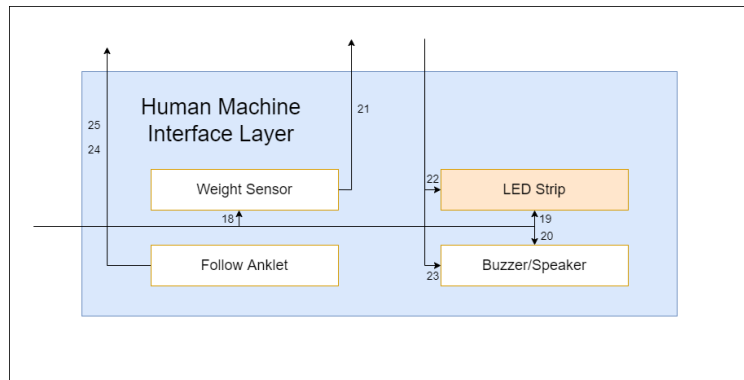 Human Machine
Interface Layer
25
24
21
Weight Sensor
22
LED Strip
18
19
20
Follow Anklet
Buzzer/Speaker
23